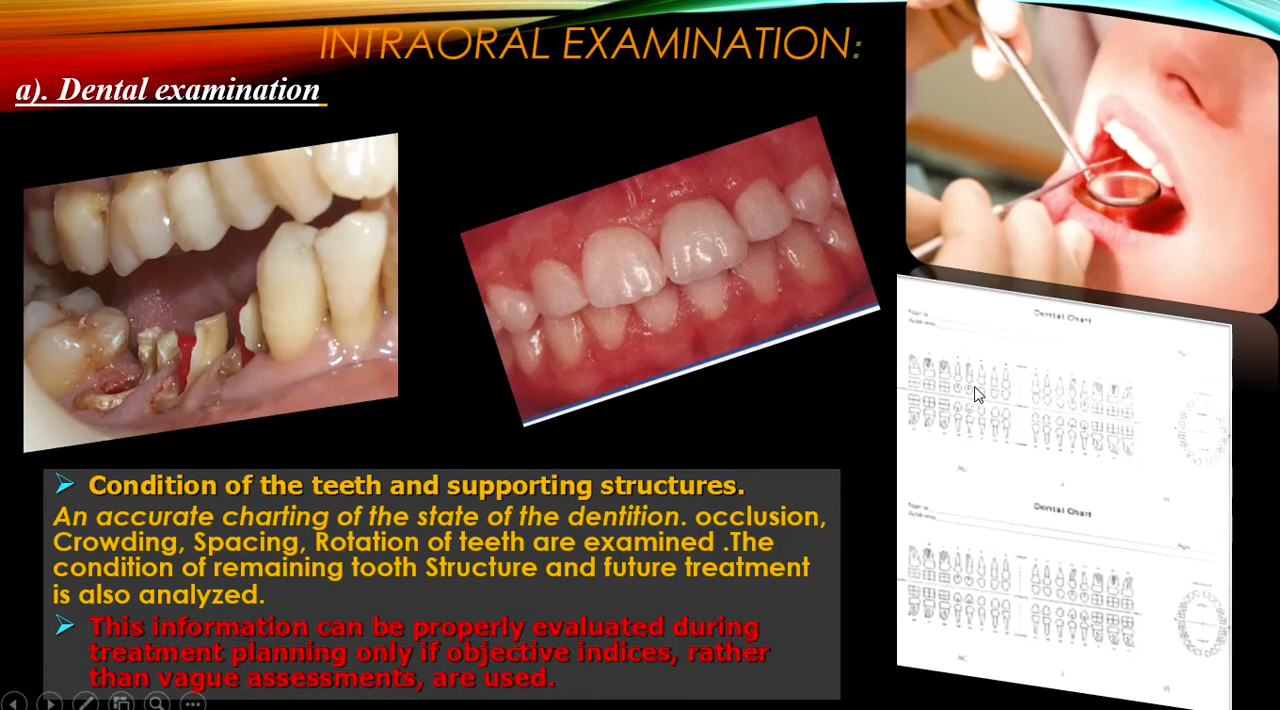 INTRAORAL EXAMINATION:
a). Dental examination
Dental Chart
Dental Chart
➢ Condition of the teeth and supporting structures.
An accurate charting of the state of the dentition. occlusion,
Crowding, Spacing, Rotation of teeth are examined .The
condition of remaining tooth Structure and future treatment
is also analyzed.
➢ This information can be properly evaluated during
treatment planning only if objective indices, rather
than vague assessments, are used.